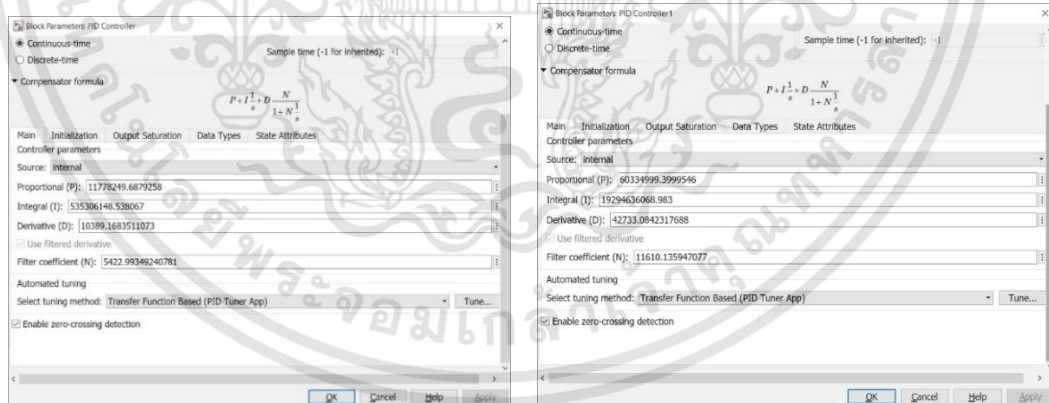 Block Parameters: PID Controller
Continuous-time
Discrete-time
Sample time (-1 for inherited): -1
Compensator formula
P+I 1/s +D N/(1+N 1/s)
Main Initialization Output Saturation Data Types State Attributes
Controller parameters
Source: internal
Proportional (P): 11778249.6879258
Integral (I): 535306148.538067
Derivative (D): 10389.1683511073
Use filtered derivative
Filter coefficient (N): 5422.99349240781
Automated tuning
Select tuning method: Transfer Function Based (PID Tuner App) Tune...
Enable zero-crossing detection
OK Cancel Help Apply
Block Parameters: PID Controller1
Continuous-time
Discrete-time
Sample time (-1 for inherited): -1
Compensator formula
P+I 1/s +D N/(1+N 1/s)
Main Initialization Output Saturation Data Types State Attributes
Controller parameters
Source: internal
Proportional (P): 60334999.3999546
Integral (I): 19294636068.983
Derivative (D): 42733.0842317688
Use filtered derivative
Filter coefficient (N): 11610.135947077
Automated tuning
Select tuning method: Transfer Function Based (PID Tuner App) Tune...
Enable zero-crossing detection
OK Cancel Help Apply